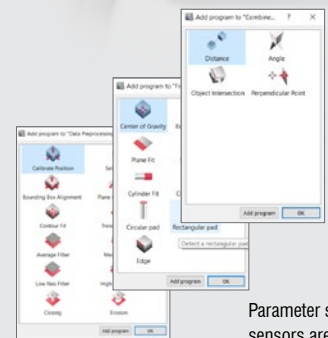 Add program to "Combine...
Distance
Angle
Object Intersection
Perpendicular Point
Add program
OK
Add program to "
Center of Gravity
Plane Fit
Cylinder Fit
Circular pad
Rectangular pad
Detect a rectangular pad
Edge
Add program
OK
Add program to "Data Preprocessing
Calibrate Position
Bounding Box Alignment
Plane
Contour Fit
Average Filter
Low Res Filter
High
Closing
Erosion
Add program
OK
Parameter s
sensors are